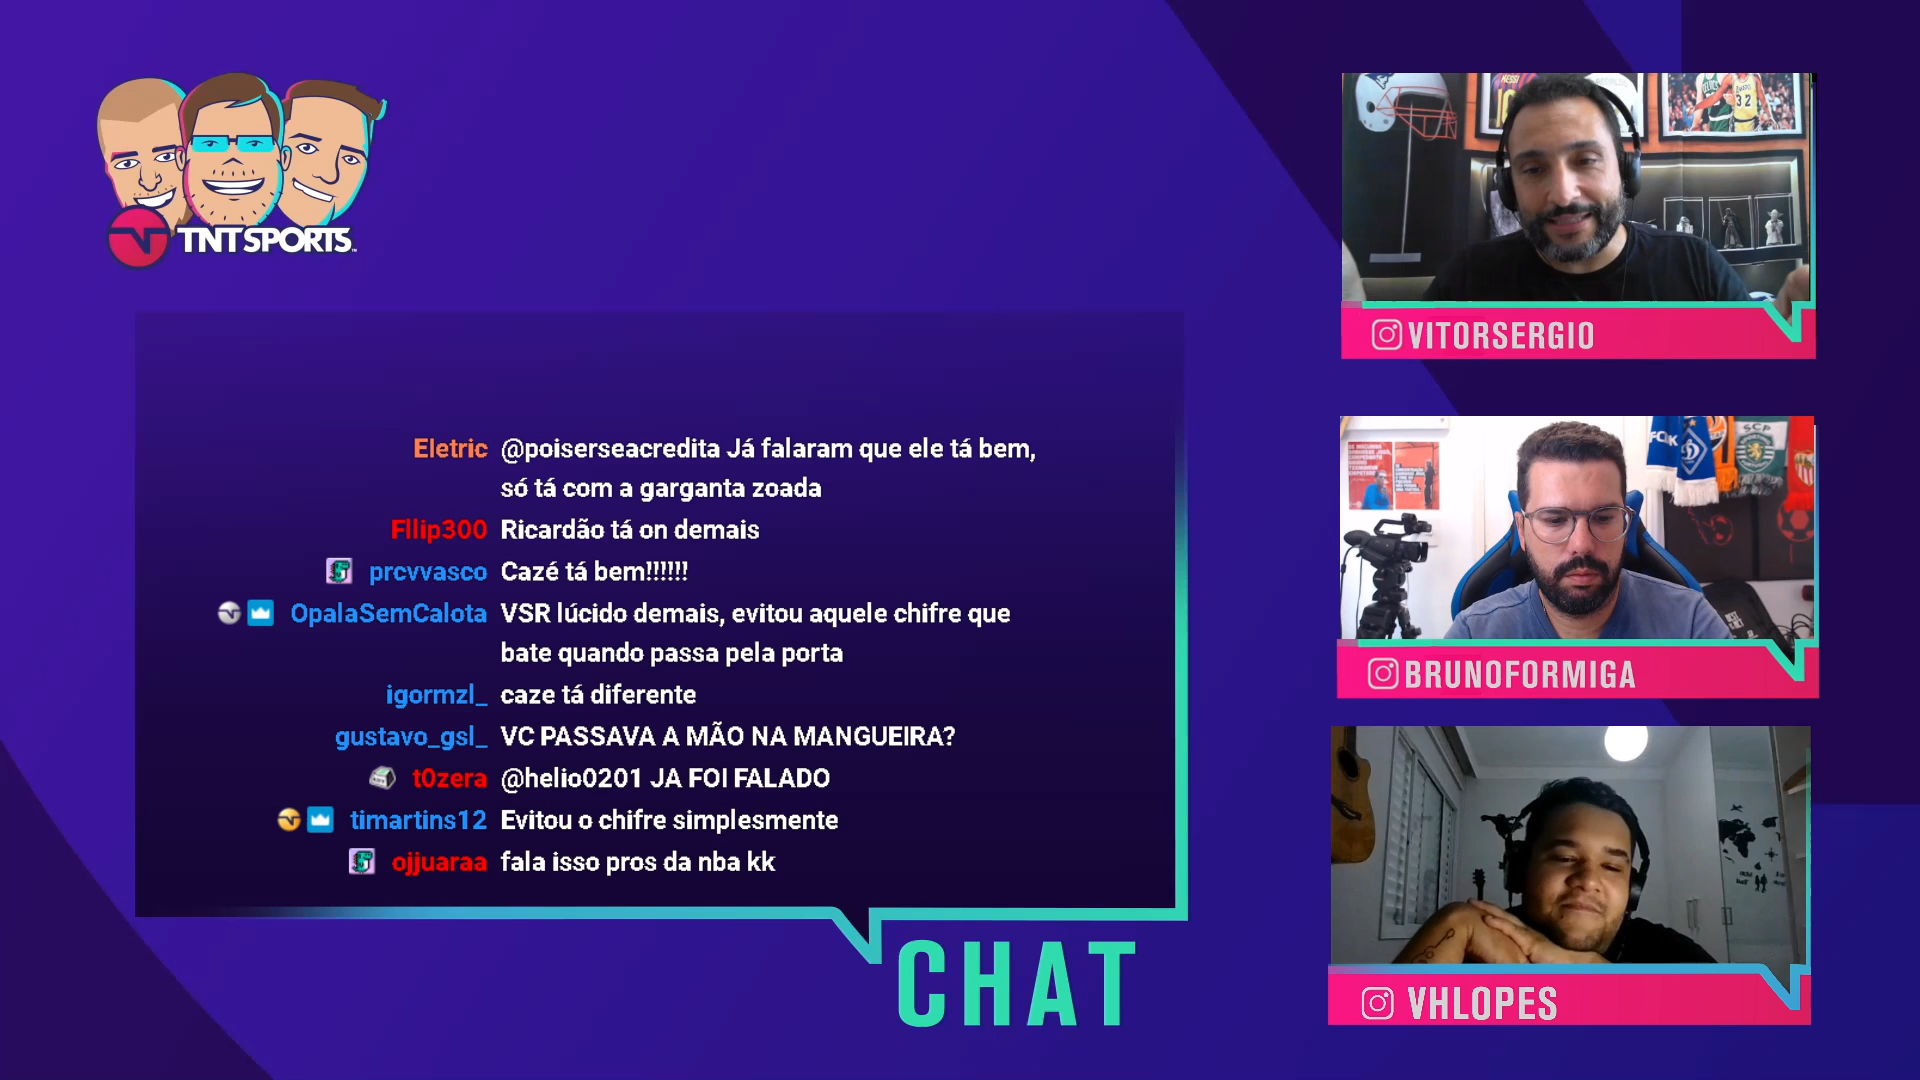 TNT SPORTS
Eletric @poiserseacredita Já falaram que ele tá bem,
só tá com a garganta zoada
Fllip300 Ricardão tá on demais
prcvvasco Cazé tá bem!!!!!!
OpalaSemCalota VSR lúcido demais, evitou aquele chifre que
bate quando passa pela porta
igormzl_ caze tá diferente
gustavo_gsl_ VC PASSAVA A MÃO NA MANGUEIRA?
t0zera @helio0201 JA FOI FALADO
timartins12 Evitou o chifre simplesmente
ojjuaraa fala isso pros da nba kk
CHAT
MESSI
32
VITORSERGIO
SCP
BRUNOFORMIGA
VHLOPES